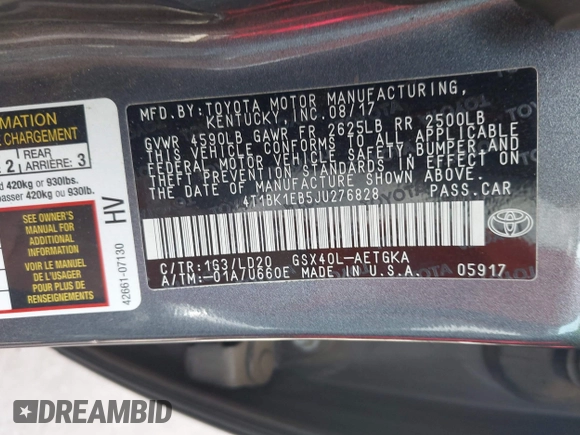 MFD. BY: TOYOTA MOTOR MANUFACTURING,
KENTUCKY, INC. 08/17
GVWR 4590LB GAWR FR 2625LB RR 2500LB
THIS VEHICLE CONFORMS TO ALL APPLICABLE
FEDERAL MOTOR VEHICLE SAFETY, BUMPER AND
THEFT PREVENTION STANDARDS IN EFFECT ON
THE DATE OF MANUFACTURE SHOWN ABOVE.
4T1BK1EB5JU276828 PASS.CAR
C/TR:1G3/LD20 GSX40L-AETGKA
A/TM:-01A/U660E MADE IN U.S.A. 05917
TOYOTA
MATION
E CHARGEMENT
2 REAR
ARRIÈRE: 3
d 420kg or 930lbs.
passer 420kg ou 930lb.
SEE OWNER'S
MANUAL FOR
ADDITIONAL
INFORMATION
VOIR LE MANUEL
DE L'USAGER
POUR PLUS DE
RENSEIGNEMENTS
HV
42661-07130
DREAMBID